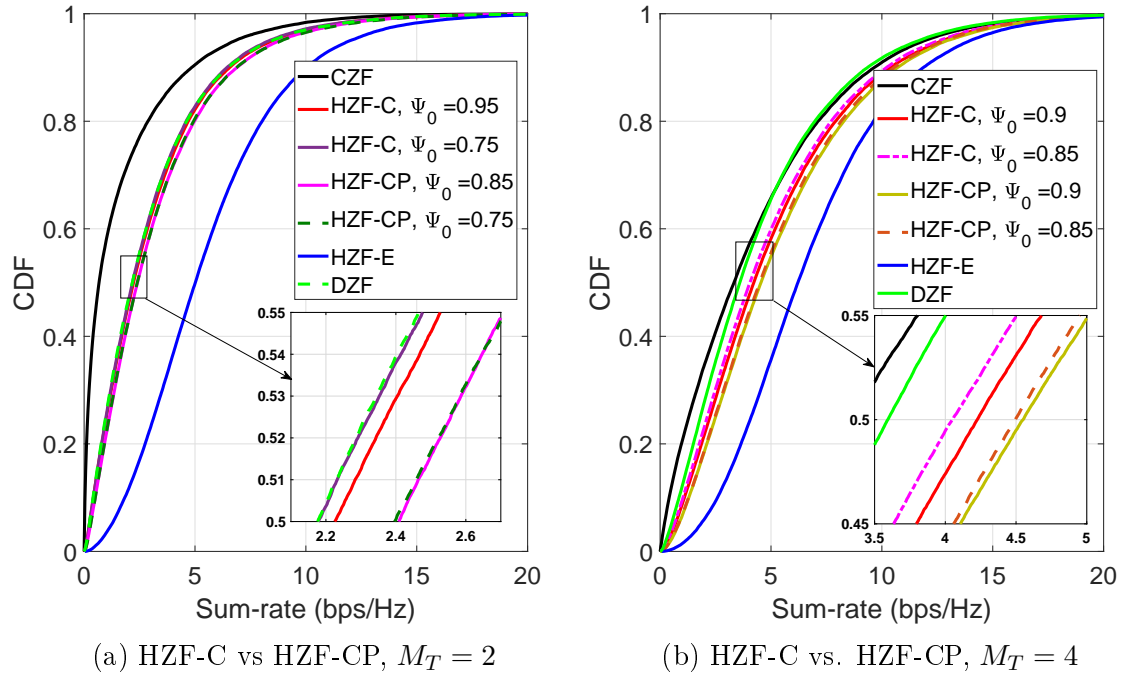 CDF
1
0.8
0.6
0.4
0.2
0
0 5 10 15 20
Sum-rate (bps/Hz)
CZF
HZF-C, Ψ0 =0.95
HZF-C, Ψ0 =0.75
HZF-CP, Ψ0 =0.85
HZF-CP, Ψ0 =0.75
HZF-E
DZF
0.55
0.54
0.53
0.52
0.51
0.5
2.2 2.4 2.6
(a) HZF-C vs HZF-CP, MT = 2
CDF
1
0.8
0.6
0.4
0.2
0
0 5 10 15 20
Sum-rate (bps/Hz)
CZF
HZF-C, Ψ0 =0.9
HZF-C, Ψ0 =0.85
HZF-CP, Ψ0 =0.9
HZF-CP, Ψ0 =0.85
HZF-E
DZF
0.55
0.5
0.45
3.5 4 4.5 5
(b) HZF-C vs. HZF-CP, MT = 4